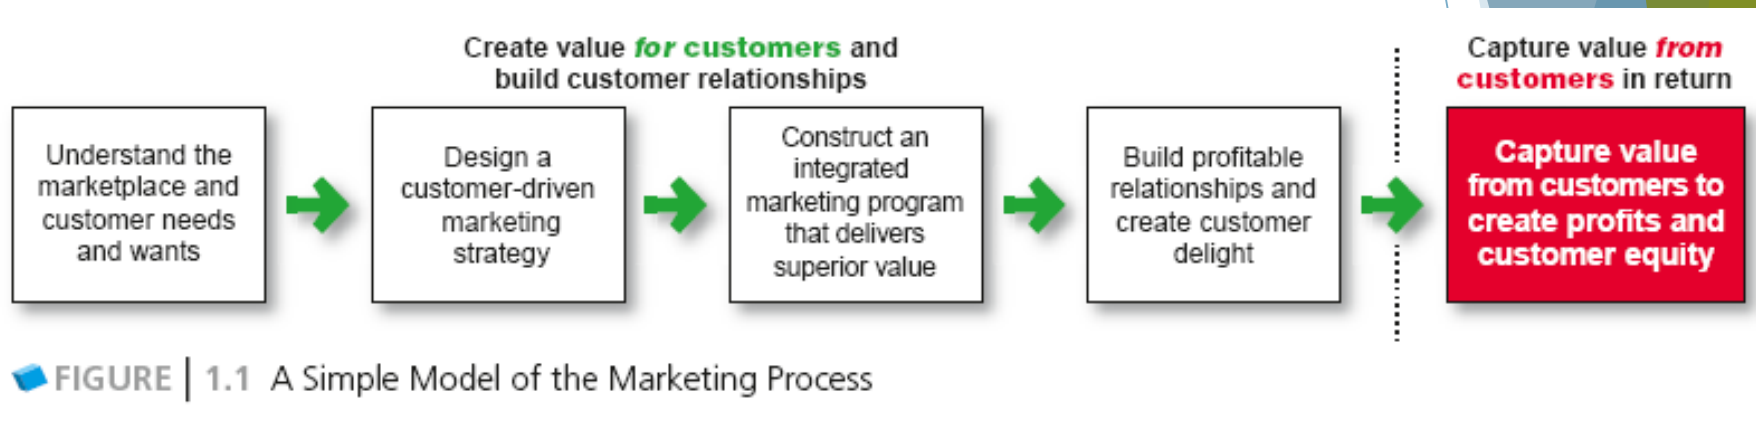 Create value for customers and
build customer relationships
Capture value from
customers in return
Understand the
marketplace and
customer needs
and wants
Design a
customer-driven
marketing
strategy
Construct an
integrated
marketing program
that delivers
superior value
Build profitable
relationships and
create customer
delight
Capture value
from customers to
create profits and
customer equity
FIGURE | 1.1 A Simple Model of the Marketing Process